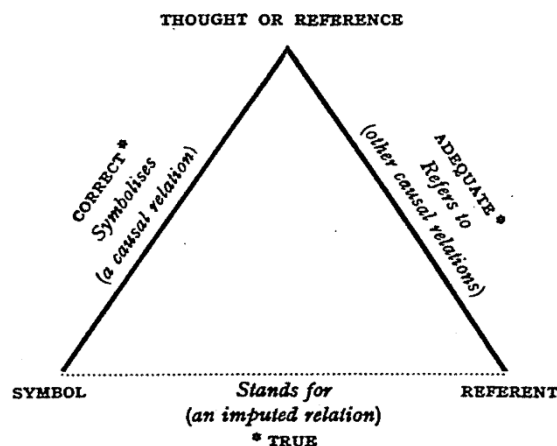 THOUGHT OR REFERENCE
CORRECT *
Symbolises
(a causal relation)
ADEQUATE *
Refers to
(other causal relations)
SYMBOL
Stands for
(an imputed relation)
* TRUE
REFERENT